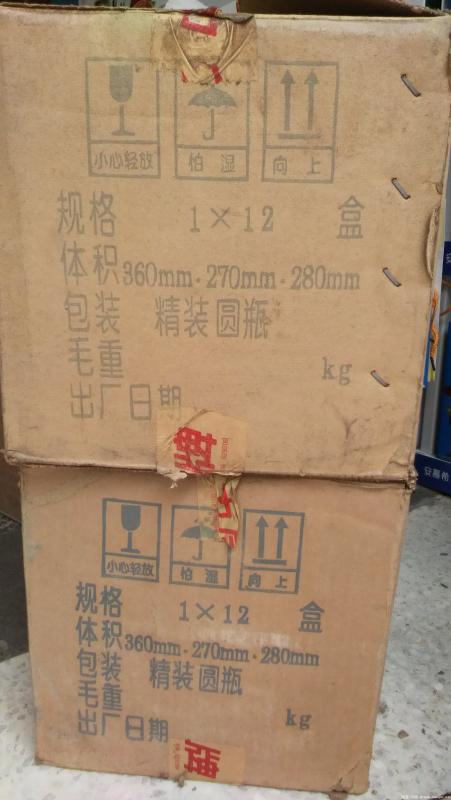 小心轻放 怕湿 向上
规格 1×12 盒
体积 360mm·270mm·280mm
包装 精装圆瓶
毛重 kg
出厂日期
小心轻放 怕湿 向上
规格 1×12 盒
体积 360mm·270mm·280mm
包装 精装圆瓶
毛重 kg
出厂日期
安慕希